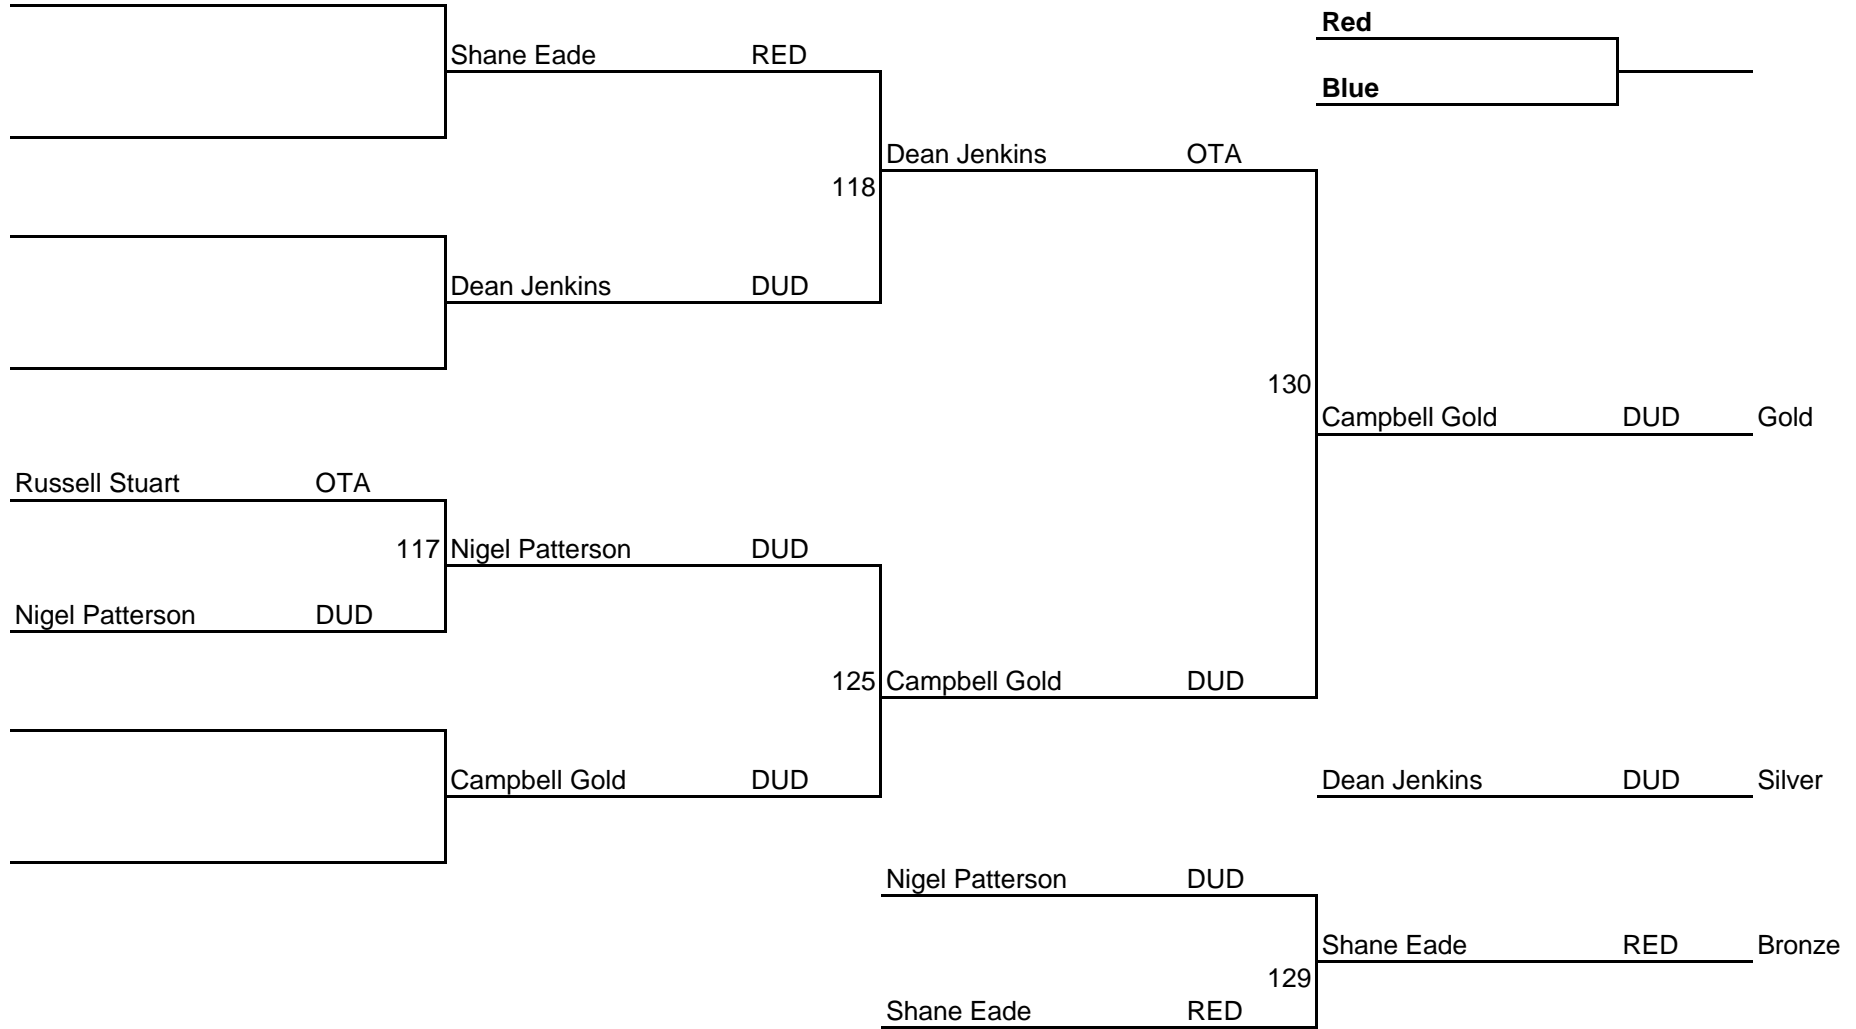 Red
Shane Eade RED
Blue
Dean Jenkins OTA
118
Dean Jenkins DUD
130
Campbell Gold DUD Gold
Russell Stuart OTA
117 Nigel Patterson DUD
Nigel Patterson DUD
125 Campbell Gold DUD
Campbell Gold DUD
Dean Jenkins DUD Silver
Nigel Patterson DUD
Shane Eade RED Bronze
129
Shane Eade RED